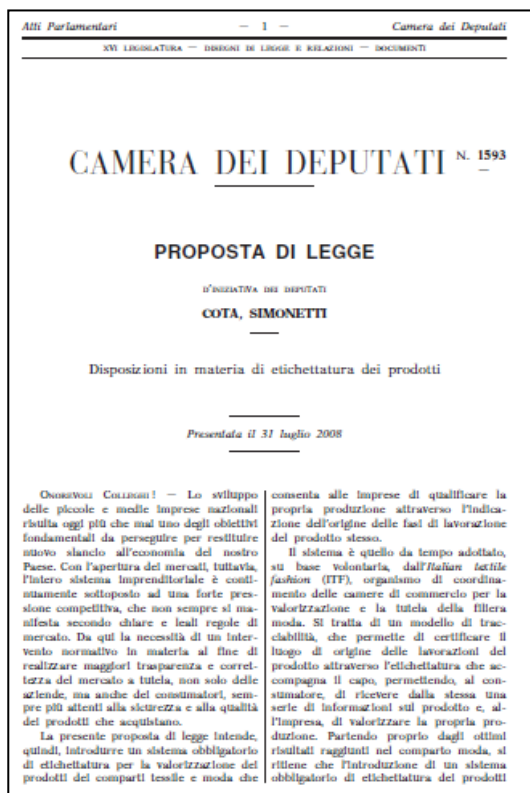 Atti Parlamentari — 1 — Camera dei Deputati
XVI LEGISLATURA — DISEGNI DI LEGGE E RELAZIONI — DOCUMENTI
CAMERA DEI DEPUTATI N. 1593
PROPOSTA DI LEGGE
D'INIZIATIVA DEI DEPUTATI
COTA, SIMONETTI
Disposizioni in materia di etichettatura dei prodotti
Presentata il 31 luglio 2008
ONOREVOLI COLLEGHI! — Lo sviluppo
delle piccole e medie imprese nazionali
risulta oggi più che mai uno degli obiettivi
fondamentali da perseguire per restituire
nuovo slancio all'economia del nostro
Paese. Con l'apertura dei mercati, tuttavia,
l'intero sistema imprenditoriale è conti-
nuamente sottoposto ad una forte pres-
sione competitiva, che non sempre si ma-
nifesta secondo chiare e leali regole di
mercato. Da qui la necessità di un inter-
vento normativo in materia al fine di
realizzare maggiori trasparenza e corret-
tezza del mercato a tutela, non solo delle
aziende, ma anche dei consumatori, sem-
pre più attenti alla sicurezza e alla qualità
dei prodotti che acquistano.
La presente proposta di legge intende,
quindi, introdurre un sistema obbligatorio
di etichettatura per la valorizzazione dei
prodotti dei comparti tessile e moda che
consenta alle imprese di qualificare la
propria produzione attraverso l'indica-
zione dell'origine delle fasi di lavorazione
del prodotto stesso.
Il sistema è quello da tempo adottato,
su base volontaria, dall'Italian textile
fashion (ITF), organismo di coordina-
mento delle camere di commercio per la
valorizzazione e la tutela della filiera
moda. Si tratta di un modello di trac-
ciabilità, che permette di certificare il
luogo di origine delle lavorazioni del
prodotto attraverso l'etichettatura che ac-
compagna il capo, permettendo, al con-
sumatore, di ricevere dalla stessa una
serie di informazioni sul prodotto e, al-
l'impresa, di valorizzare la propria pro-
duzione. Partendo proprio dagli ottimi
risultati raggiunti nel comparto moda, si
ritiene che l'introduzione di un sistema
obbligatorio di etichettatura dei prodotti